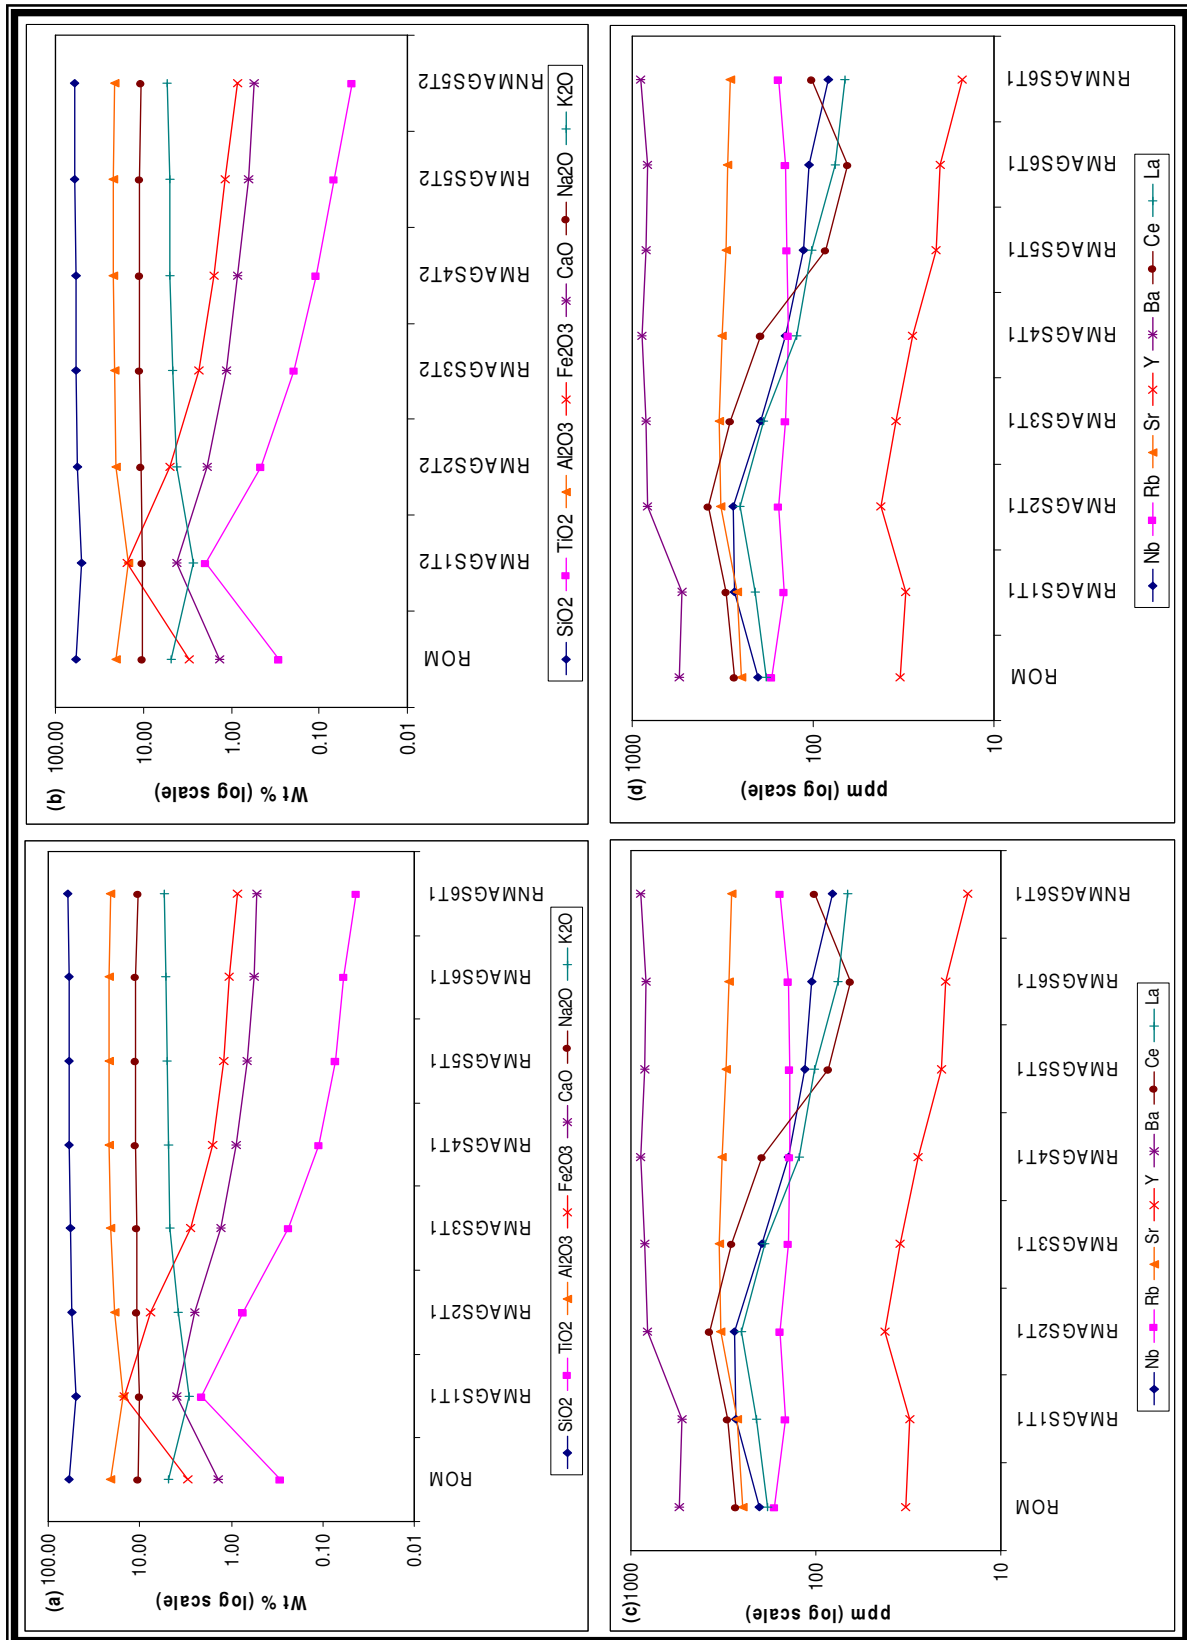 (a)
100.00
10.00
1.00
0.10
0.01
Wt % (log scale)
ROM
RMAGS1T1
RMAGS2T1
RMAGS3T1
RMAGS4T1
RMAGS5T1
RMAGS6T1
RNMAGS6T1
SiO2 TiO2 Al2O3 Fe2O3 CaO Na2O K2O
(b)
100.00
10.00
1.00
0.10
0.01
Wt % (log scale)
ROM
RMAGS1T2
RMAGS2T2
RMAGS3T2
RMAGS4T2
RMAGS5T2
RNMAGS5T2
SiO2 TiO2 Al2O3 Fe2O3 CaO Na2O K2O
(c)
1000
100
10
ppm (log scale)
ROM
RMAGS1T1
RMAGS2T1
RMAGS3T1
RMAGS4T1
RMAGS5T1
RMAGS6T1
RNMAGS6T1
Nb Rb Sr Y Ba Ce La
(d)
1000
100
10
ppm (log scale)
ROM
RMAGS1T1
RMAGS2T1
RMAGS3T1
RMAGS4T1
RMAGS5T1
RMAGS6T1
RNMAGS6T1
Nb Rb Sr Y Ba Ce La